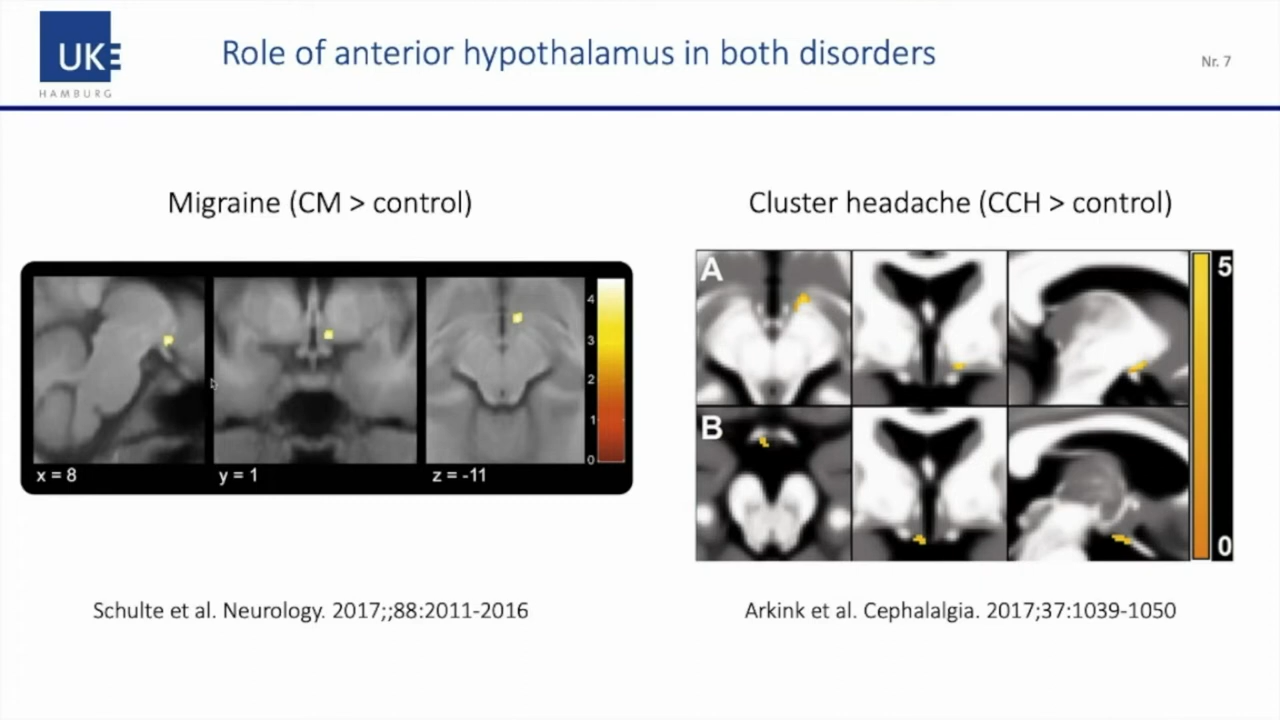 UKE
HAMBURG
Role of anterior hypothalamus in both disorders
Nr. 7
Migraine (CM > control)
Cluster headache (CCH > control)
4
3
2
1
0
x = 8
y = 1
z = -11
A
B
5
0
Schulte et al. Neurology. 2017;;88:2011-2016
Arkink et al. Cephalalgia. 2017;37:1039-1050